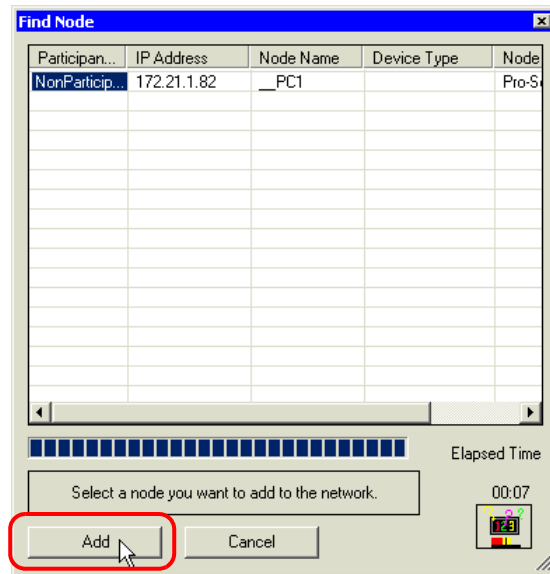 Find Node
Participan... IP Address Node Name Device Type Node
NonParticip... 172.21.1.82 __PC1 Pro-S
Elapsed Time
Select a node you want to add to the network. 00:07
Add Cancel